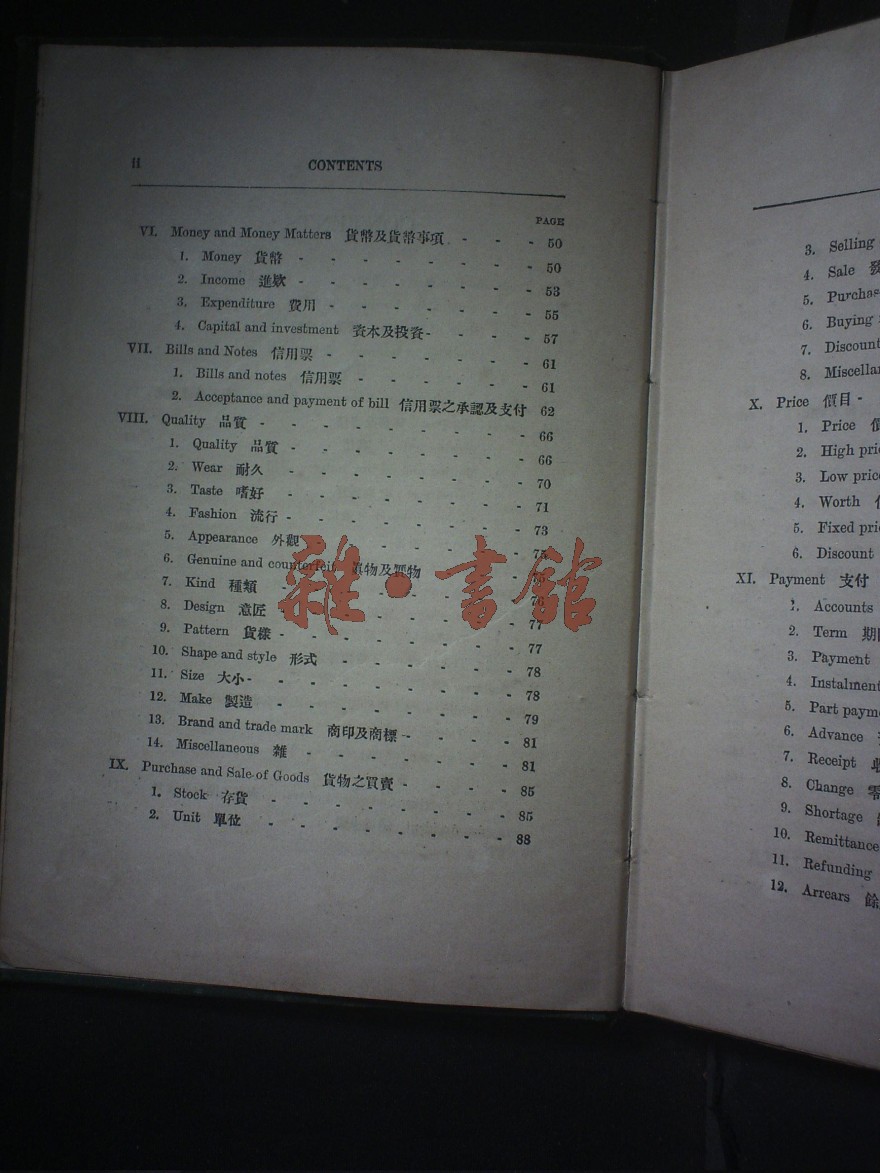 ii CONTENTS
PAGE
VI. Money and Money Matters 貨幣及貨幣事項 - - - 50
1. Money 貨幣 - - - - - - - - 50
2. Income 進欵 - - - - - - - - 53
3. Expenditure 費用 - - - - - - - 55
4. Capital and investment 資本及投資 - - - - - 57
VII. Bills and Notes 信用票 - - - - - - - 61
1. Bills and notes 信用票 - - - - - - - 61
2. Acceptance and payment of bill 信用票之承認及支付 62
VIII. Quality 品質 - - - - - - - - - 66
1. Quality 品質 - - - - - - - - 66
2. Wear 耐久 - - - - - - - - 70
3. Taste 嗜好 - - - - - - - - 71
4. Fashion 流行 - - - - - - - - 73
5. Appearance 外觀 - - - - - - - 75
6. Genuine and counterfeit 眞物及贋物 - - - -
7. Kind 種類 - - - - - - - - 76
8. Design 意匠 - - - - - - - - 77
9. Pattern 貨樣 - - - - - - - - 77
10. Shape and style 形式 - - - - - - 78
11. Size 大小 - - - - - - - - 78
12. Make 製造 - - - - - - - - 79
13. Brand and trade mark 商印及商標 - - - - 81
14. Miscellaneous 雜 - - - - - - - 81
IX. Purchase and Sale of Goods 貨物之買賣 - - - - 85
1. Stock 存貨 - - - - - - - - 85
2. Unit 單位 - - - - - - - - 88
雜·書館
3. Selling
4. Sale
5.
6. Buying
7. Discount
8.
X. Price 價目 -
1. Price
2. High
3. Low
4. Worth
5. Fixed
6. Discount
XI. Payment 支付
1. Accounts
2. Term
3. Payment
4. Instalment
5. Part
6. Advance
7. Receipt
8. Change 零
9. Shortage
10. Remittance
11. Refunding
12. Arrears 餘